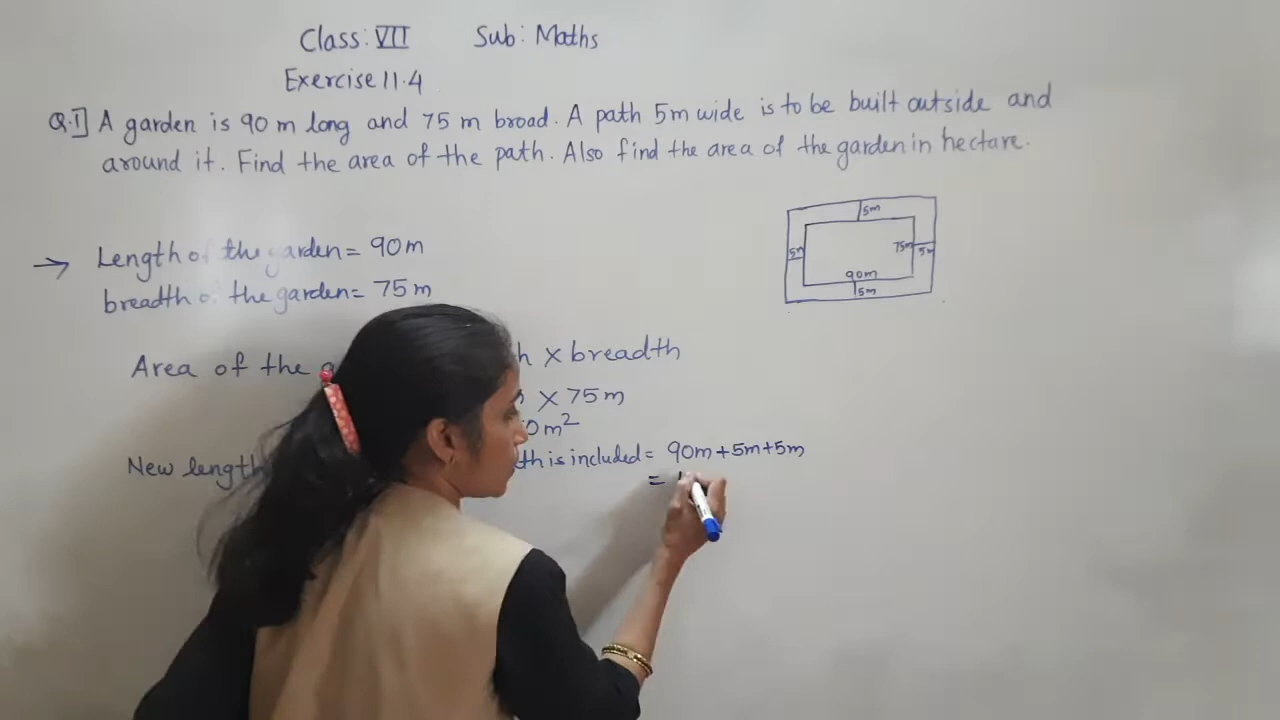 Class: VII Sub: Maths
Exercise 11.4
Q.1] A garden is 90 m long and 75 m broad. A path 5m wide is to be built outside and
around it. Find the area of the path. Also find the area of the garden in hectare.
5m
5m
75m
5m
90m
5m
→ Length of the garden = 90m
breadth of the garden = 75 m
Area of the × breadth
× 75 m
0m²
New length is included = 90m+5m+5m
=